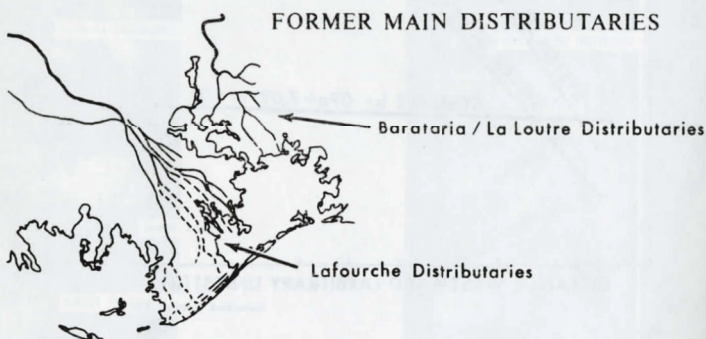 FORMER MAIN DISTRIBUTARIES
Barataria / La Loutre Distributaries
Lafourche Distributaries